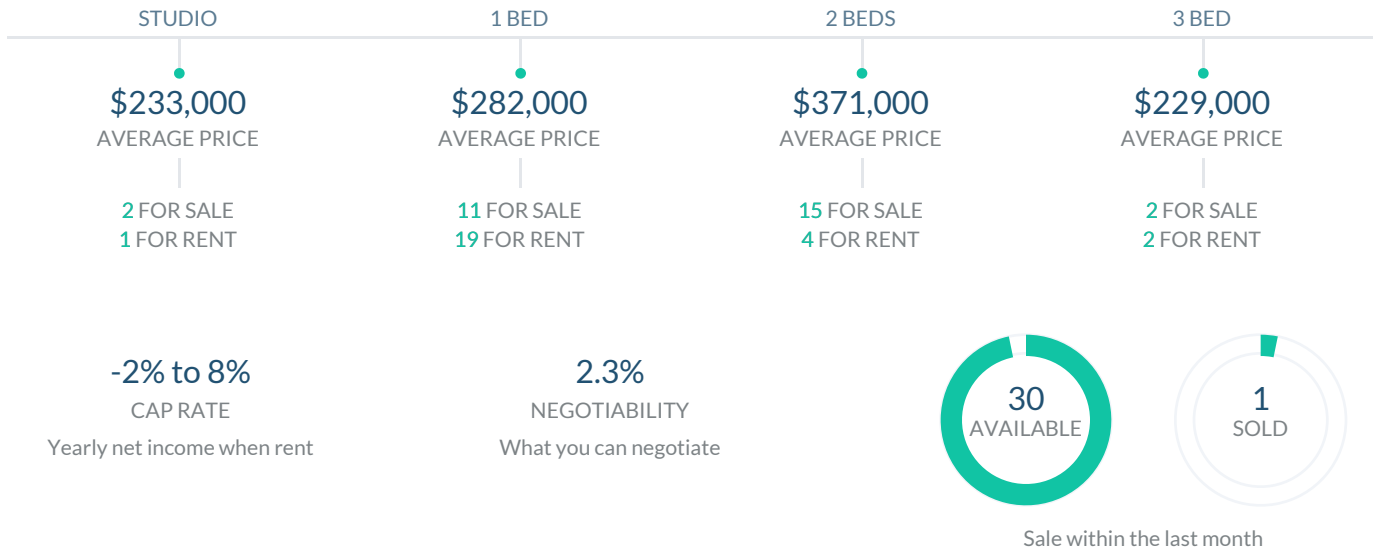 STUDIO
1 BED
2 BEDS
3 BED
$233,000
AVERAGE PRICE
2 FOR SALE
1 FOR RENT
$282,000
AVERAGE PRICE
11 FOR SALE
19 FOR RENT
$371,000
AVERAGE PRICE
15 FOR SALE
4 FOR RENT
$229,000
AVERAGE PRICE
2 FOR SALE
2 FOR RENT
-2% to 8%
CAP RATE
Yearly net income when rent
2.3%
NEGOTIABILITY
What you can negotiate
30
AVAILABLE
1
SOLD
Sale within the last month